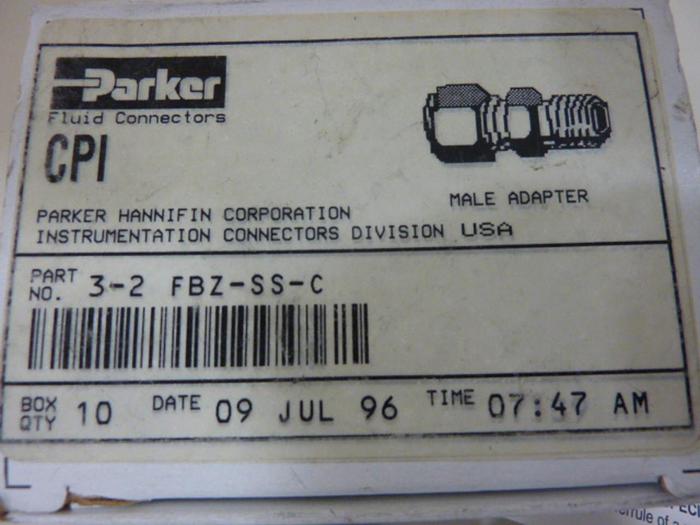 Parker
Fluid Connectors
CPI
MALE ADAPTER
PARKER HANNIFIN CORPORATION
INSTRUMENTATION CONNECTORS DIVISION USA
PART NO. 3-2 FBZ-SS-C
BOX QTY 10 DATE 09 JUL 96 TIME 07:47 AM